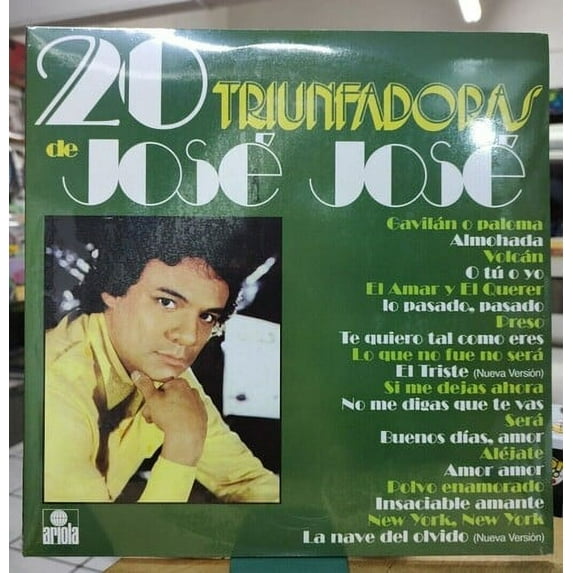 20 TRIUNFADORAS
de JOSÉ JOSÉ
Gavilán o paloma
Almohada
Volcán
O tú o yo
El Amar y El Querer
lo pasado, pasado
Preso
Te quiero tal como eres
Lo que no fue no será
El Triste (Nueva Versión)
Si me dejas ahora
No me digas que te vas
Será
Buenos días, amor
Aléjate
Amor amor
Polvo enamorado
Insaciable amante
New York, New York
La nave del olvido (Nueva Versión)
ariola